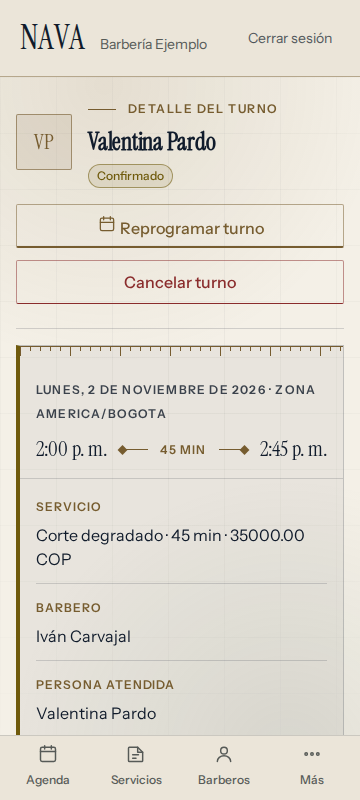 NAVA Barbería Ejemplo Cerrar sesión
DETALLE DEL TURNO
VP
Valentina Pardo
Confirmado
Reprogramar turno
Cancelar turno
LUNES, 2 DE NOVIEMBRE DE 2026 · ZONA
AMERICA/BOGOTA
2:00 p. m. 45 MIN 2:45 p. m.
SERVICIO
Corte degradado · 45 min · 35000.00
COP
BARBERO
Iván Carvajal
PERSONA ATENDIDA
Valentina Pardo
Agenda Servicios Barberos Más